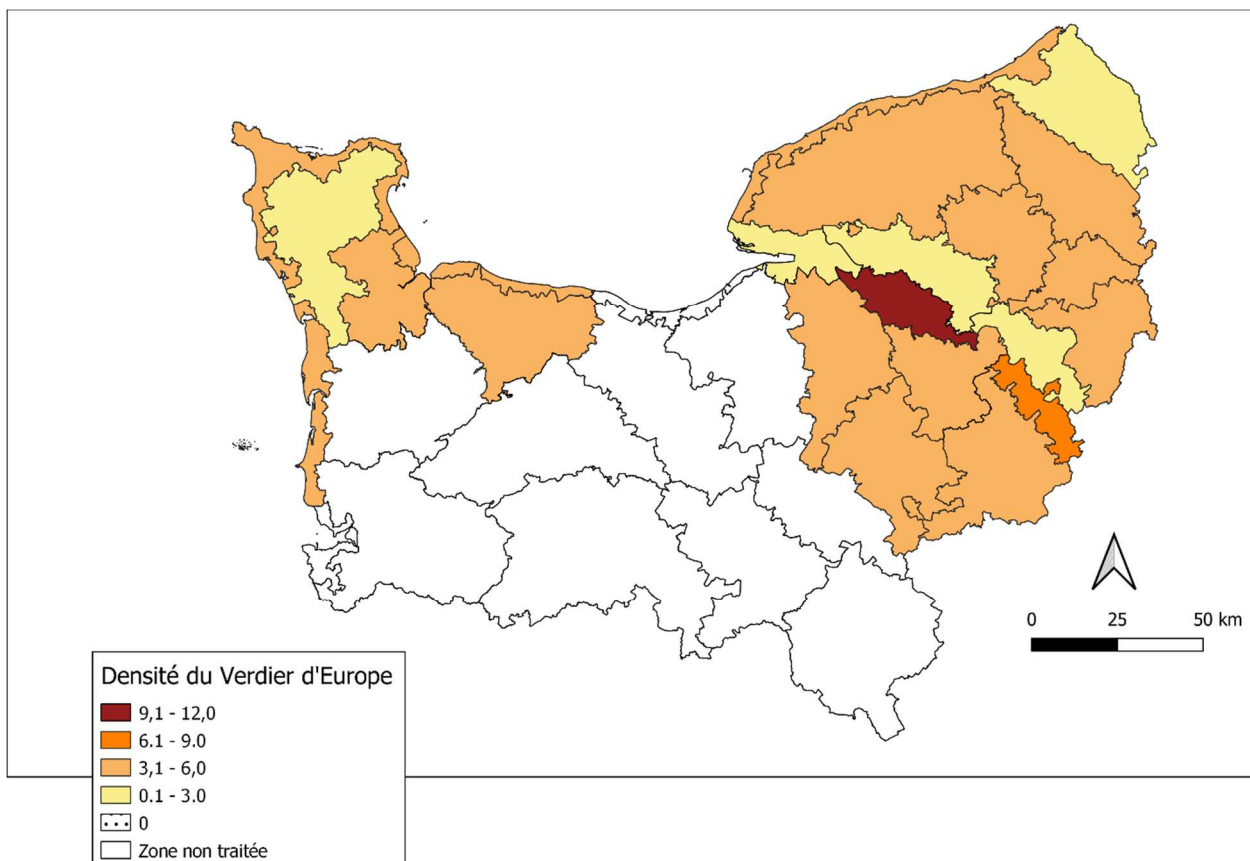 0 25 50 km
Densité du Verdier d'Europe
9,1 - 12,0
6.1 - 9.0
3,1 - 6,0
0.1 - 3.0
0
Zone non traitée